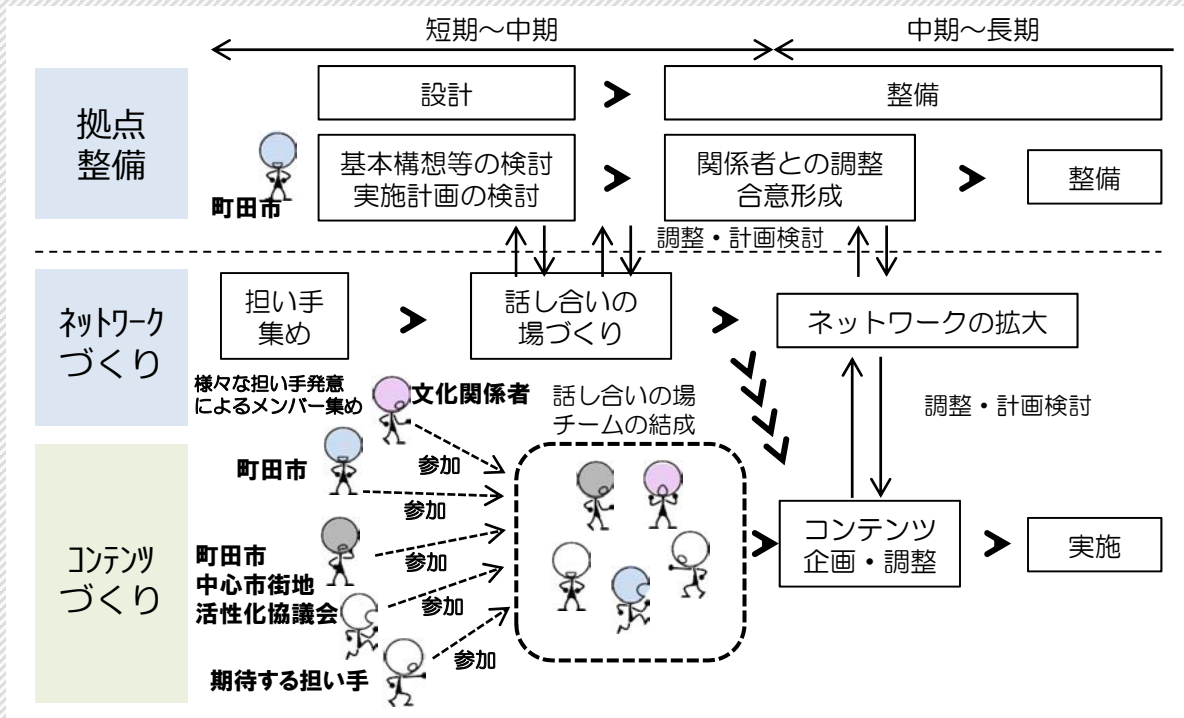 短期～中期
中期～長期
拠点
整備
町田市
設計
整備
基本構想等の検討
実施計画の検討
関係者との調整
合意形成
整備
調整・計画検討
ネットワーク
づくり
担い手
集め
話し合いの
場づくり
ネットワークの拡大
様々な担い手発意
によるメンバー集め
文化関係者
話し合いの場
チームの結成
調整・計画検討
コンテンツ
づくり
町田市
参加
参加
町田市
中心市街地
活性化協議会
参加
参加
期待する担い手
参加
コンテンツ
企画・調整
実施